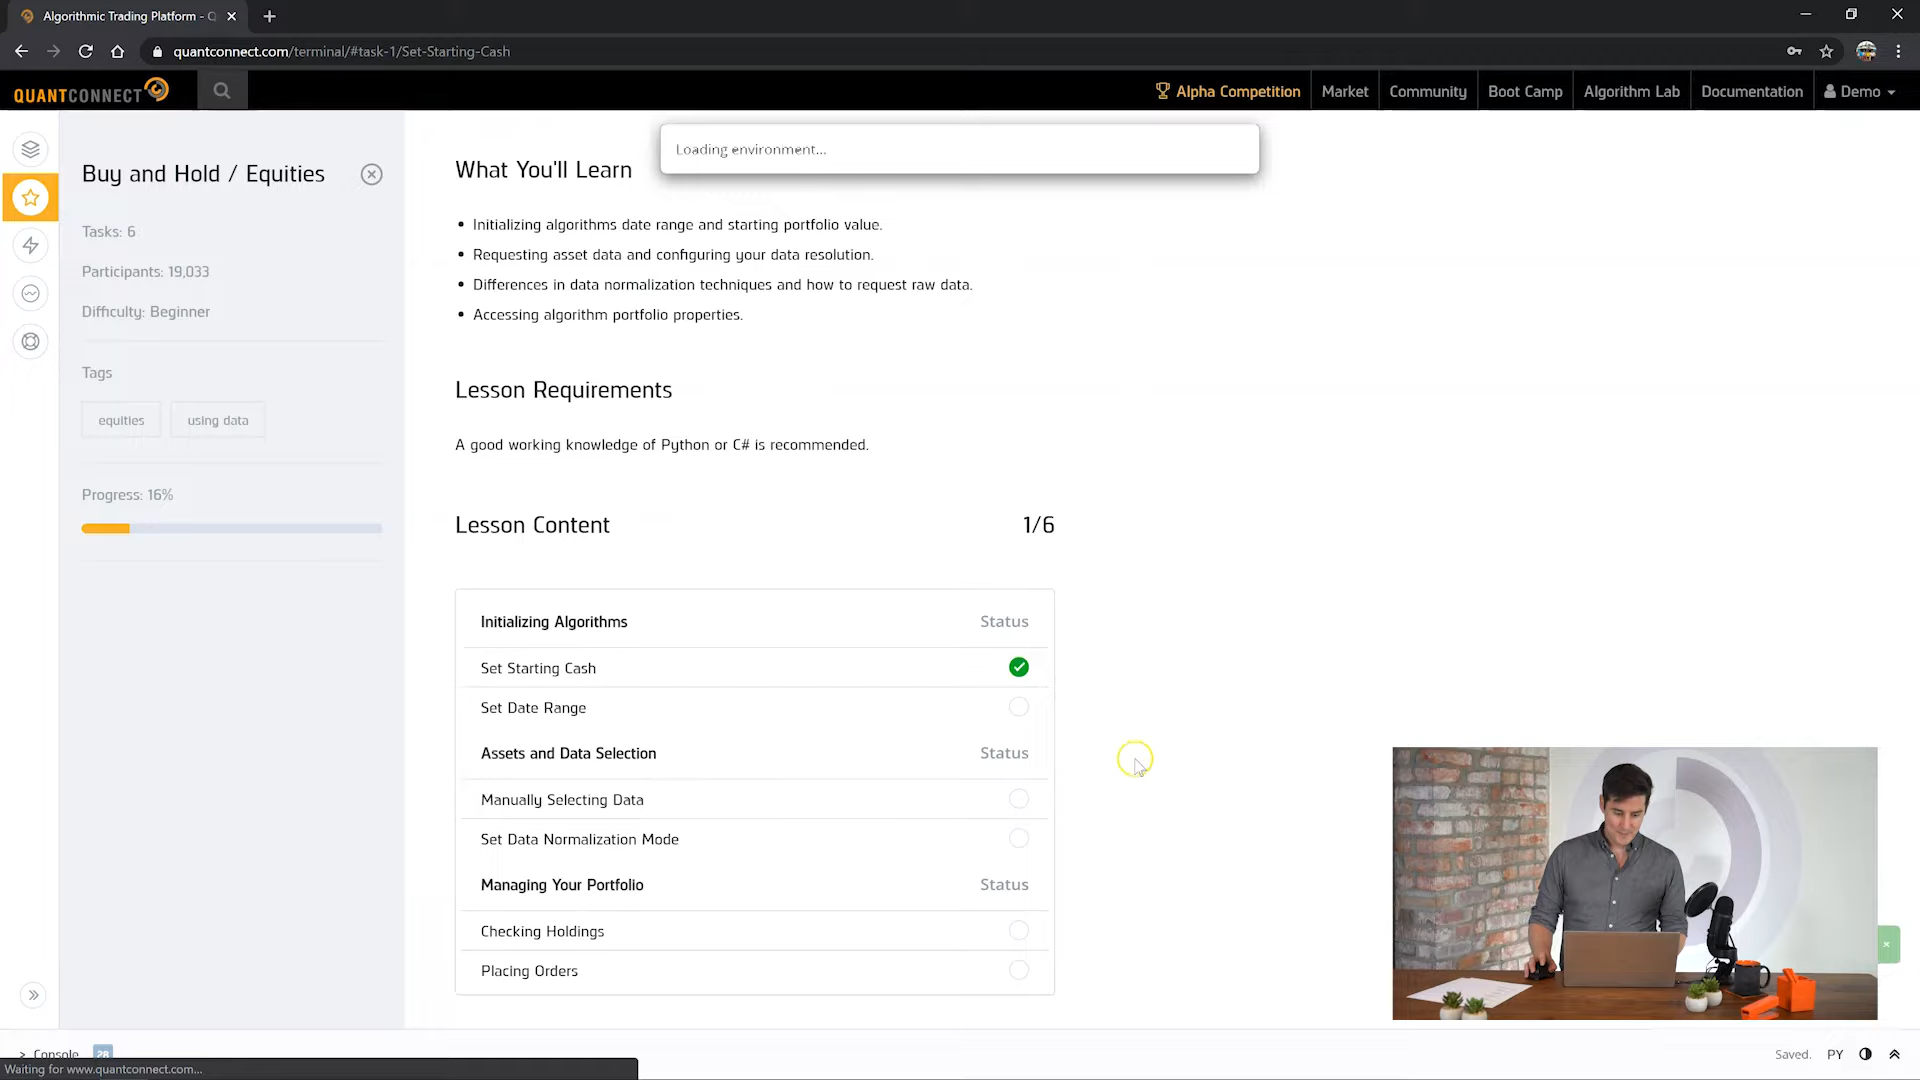 Algorithmic Trading Platform - Q
quantconnect.com/terminal/#task-1/Set-Starting-Cash
QUANTCONNECT
Alpha Competition
Market
Community
Boot Camp
Algorithm Lab
Documentation
Demo
Loading environment...
Buy and Hold / Equities
Tasks: 6
Participants: 19,033
Difficulty: Beginner
Tags
equities
using data
Progress: 16%
What You'll Learn
• Initializing algorithms date range and starting portfolio value.
• Requesting asset data and configuring your data resolution.
• Differences in data normalization techniques and how to request raw data.
• Accessing algorithm portfolio properties.
Lesson Requirements
A good working knowledge of Python or C# is recommended.
Lesson Content 1/6
Initializing Algorithms Status
Set Starting Cash
Set Date Range
Assets and Data Selection Status
Manually Selecting Data
Set Data Normalization Mode
Managing Your Portfolio Status
Checking Holdings
Placing Orders
> Console 28
Saved. PY
Waiting for www.quantconnect.com...